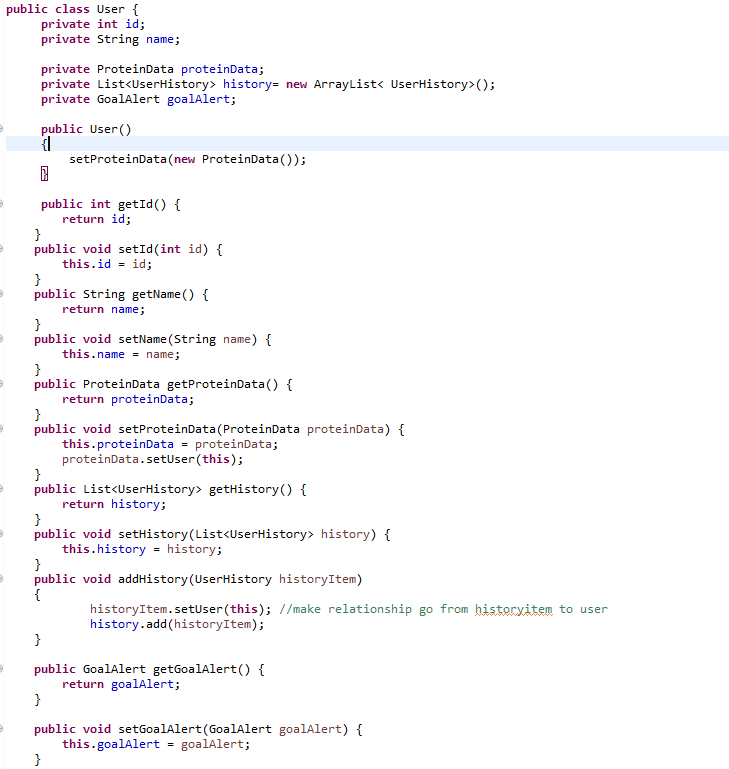 public class User {
private int id;
private String name;
private ProteinData proteinData;
private List<UserHistory> history= new ArrayList< UserHistory>();
private GoalAlert goalAlert;
public User()
{
setProteinData(new ProteinData());
}
public int getId() {
return id;
}
public void setId(int id) {
this.id = id;
}
public String getName() {
return name;
}
public void setName(String name) {
this.name = name;
}
public ProteinData getProteinData() {
return proteinData;
}
public void setProteinData(ProteinData proteinData) {
this.proteinData = proteinData;
proteinData.setUser(this);
}
public List<UserHistory> getHistory() {
return history;
}
public void setHistory(List<UserHistory> history) {
this.history = history;
}
public void addHistory(UserHistory historyItem)
{
historyItem.setUser(this); //make relationship go from historyitem to user
history.add(historyItem);
}
public GoalAlert getGoalAlert() {
return goalAlert;
}
public void setGoalAlert(GoalAlert goalAlert) {
this.goalAlert = goalAlert;
}